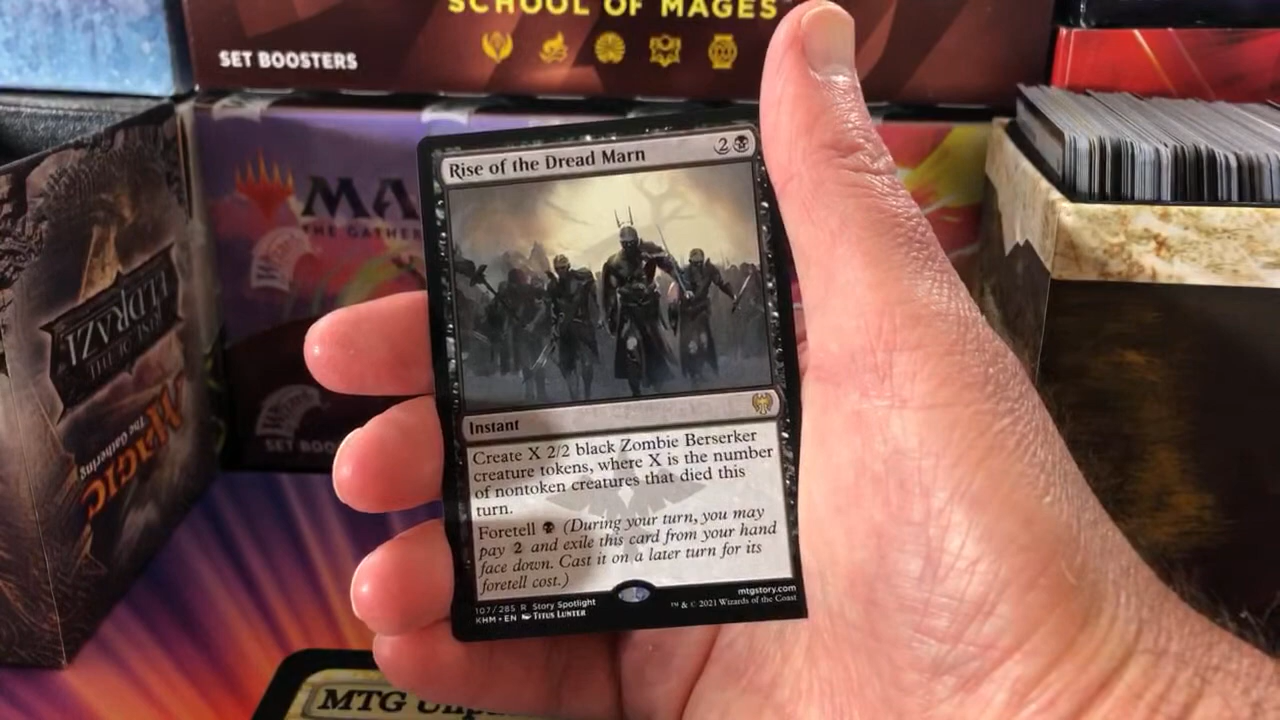 SCHOOL OF MAGES
SET BOOSTERS
MA
THE GATHER
SET BOO
ELDRAZI
MAGIC
The Gathering
Rise of the Dread Marn
2
Instant
Create X 2/2 black Zombie Berserker
creature tokens, where X is the number
of nontoken creatures that died this
turn.
Foretell (During your turn, you may
pay 2 and exile this card from your hand
face down. Cast it on a later turn for its
foretell cost.)
107/285 R Story Spotlight
KHM • EN Titus Lunter
mtgstory.com
™ & © 2021 Wizards of the Coast
MTG